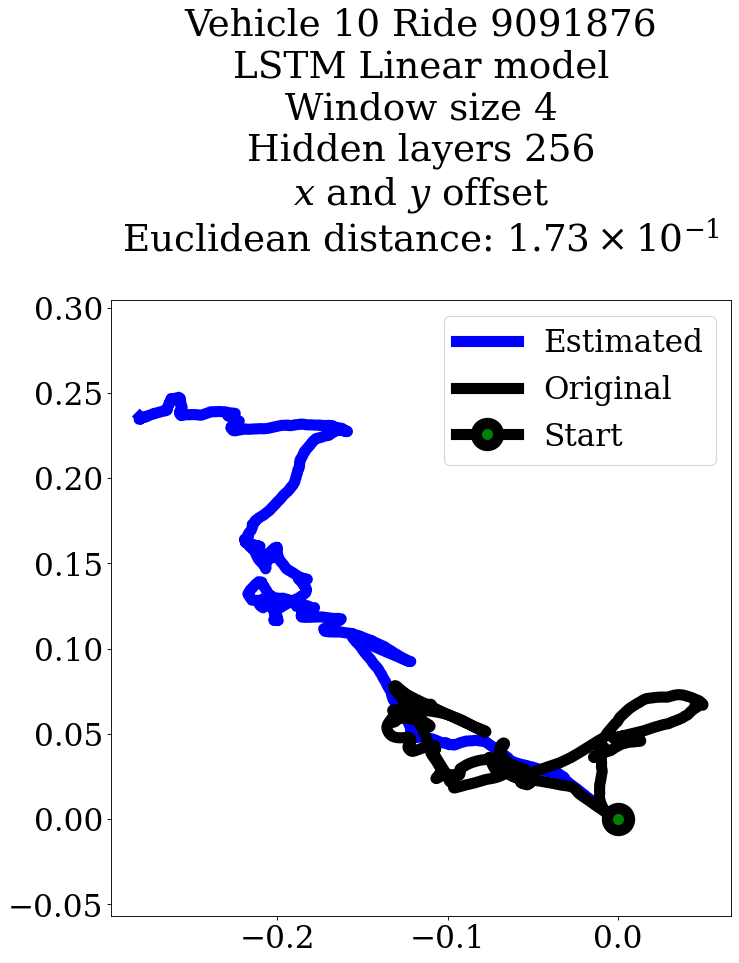 Vehicle 10 Ride 9091876
LSTM Linear model
Window size 4
Hidden layers 256
x and y offset
Euclidean distance: 1.73 × 10⁻¹
Estimated
Original
Start
0.30
0.25
0.20
0.15
0.10
0.05
0.00
−0.05
−0.2 −0.1 0.0